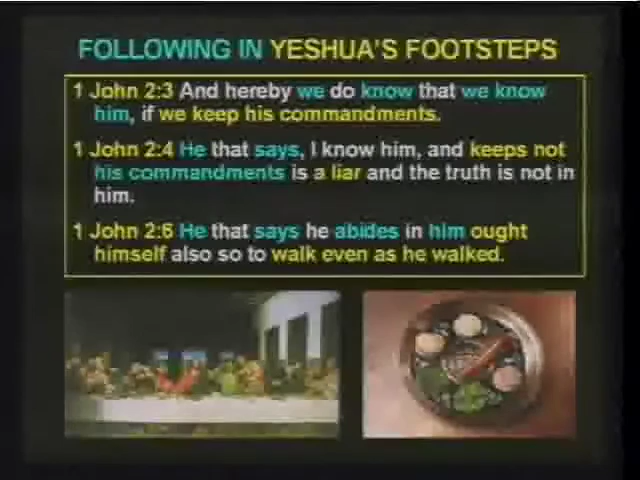 FOLLOWING IN YESHUA'S FOOTSTEPS
1 John 2:3 And hereby we do know that we know
him, if we keep his commandments.
1 John 2:4 He that says, I know him, and keeps not
his commandments is a liar and the truth is not in
him.
1 John 2:6 He that says he abides in him ought
himself also so to walk even as he walked.